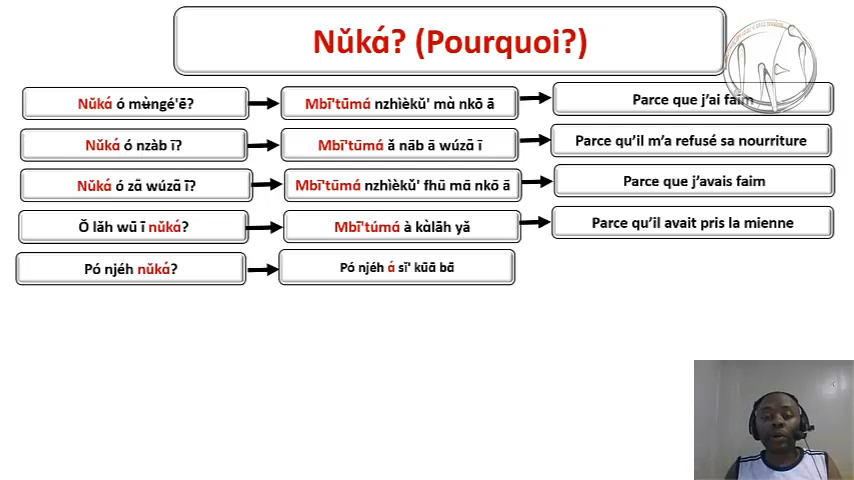 Nŭká? (Pourquoi?)
Nŭká ó mʉ̀ngé'ē?
Mbī'tūmá nzhìèkŭ' mɑ̀ nkō ā
Parce que j'ai faim
Nŭká ó nzàb ī?
Mbī'tūmá ǎ nāb ā wúzā ī
Parce qu'il m'a refusé sa nourriture
Nŭká ó zā wúzā ī?
Mbī'tūmá nzhìèkŭ' fhū mā nkō ā
Parce que j'avais faim
Ŏ lăh wū ī nŭká?
Mbī'túmá à kàlāh yă
Parce qu'il avait pris la mienne
Pó njéh nŭká?
Pó njéh á sī' kūā bā